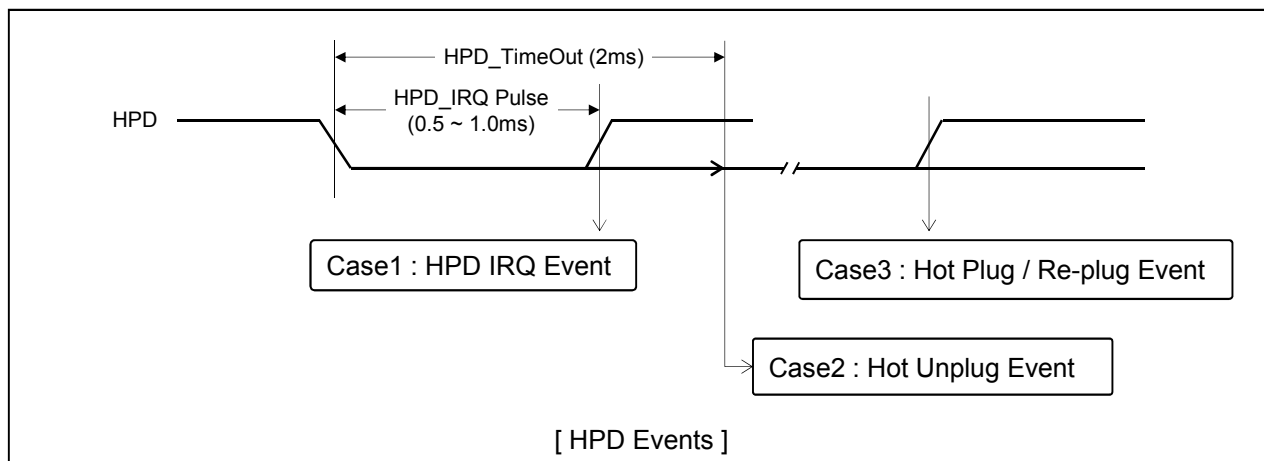 HPD_TimeOut (2ms)
HPD_IRQ Pulse
(0.5 ~ 1.0ms)
HPD
Case1 : HPD IRQ Event
Case3 : Hot Plug / Re-plug Event
Case2 : Hot Unplug Event
[ HPD Events ]